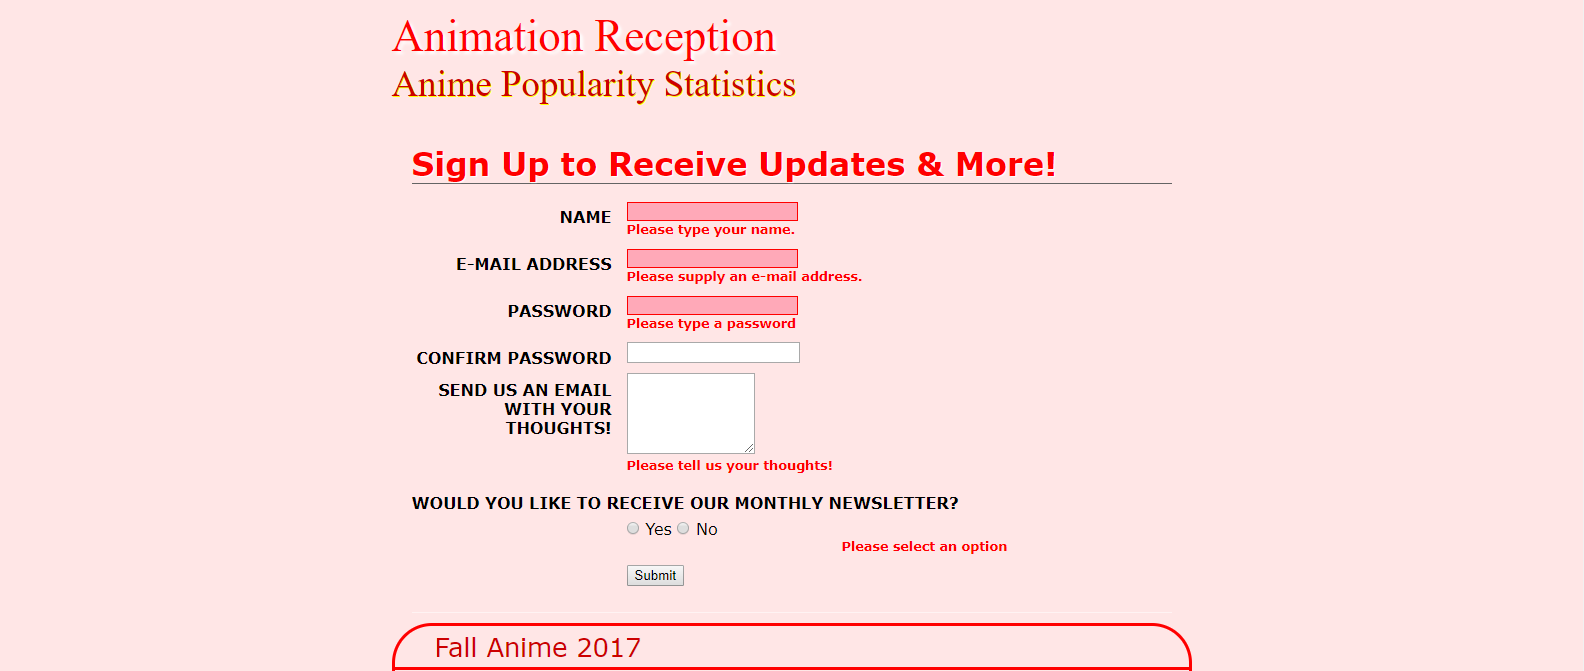 Animation Reception
Anime Popularity Statistics
Sign Up to Receive Updates & More!
NAME
Please type your name.
E-MAIL ADDRESS
Please supply an e-mail address.
PASSWORD
Please type a password
CONFIRM PASSWORD
SEND US AN EMAIL
WITH YOUR
THOUGHTS!
Please tell us your thoughts!
WOULD YOU LIKE TO RECEIVE OUR MONTHLY NEWSLETTER?
Yes No
Please select an option
Submit
Fall Anime 2017